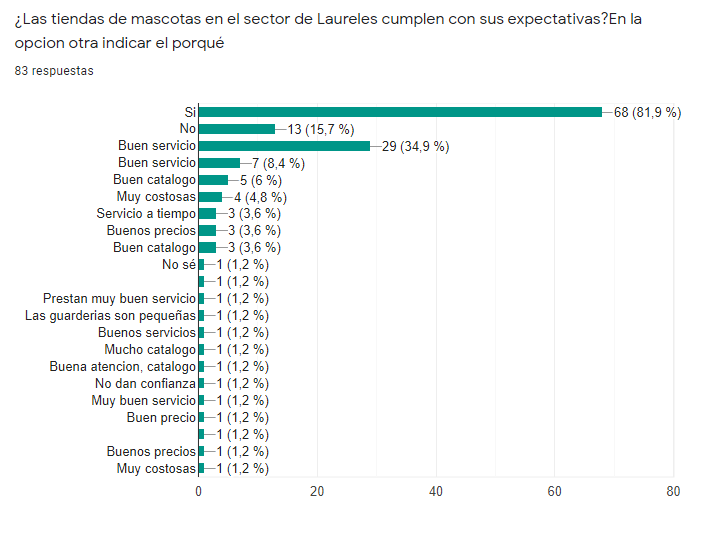 ¿Las tiendas de mascotas en el sector de Laureles cumplen con sus expectativas?En la
opcion otra indicar el porqué
83 respuestas
Si 68 (81,9 %)
No 13 (15,7 %)
Buen servicio 29 (34,9 %)
Buen servicio 7 (8,4 %)
Buen catalogo 5 (6 %)
Muy costosas 4 (4,8 %)
Servicio a tiempo 3 (3,6 %)
Buenos precios 3 (3,6 %)
Buen catalogo 3 (3,6 %)
No sé 1 (1,2 %)
1 (1,2 %)
Prestan muy buen servicio 1 (1,2 %)
Las guarderias son pequeñas 1 (1,2 %)
Buenos servicios 1 (1,2 %)
Mucho catalogo 1 (1,2 %)
Buena atencion, catalogo 1 (1,2 %)
No dan confianza 1 (1,2 %)
Muy buen servicio 1 (1,2 %)
Buen precio 1 (1,2 %)
1 (1,2 %)
Buenos precios 1 (1,2 %)
Muy costosas 1 (1,2 %)
0 20 40 60 80